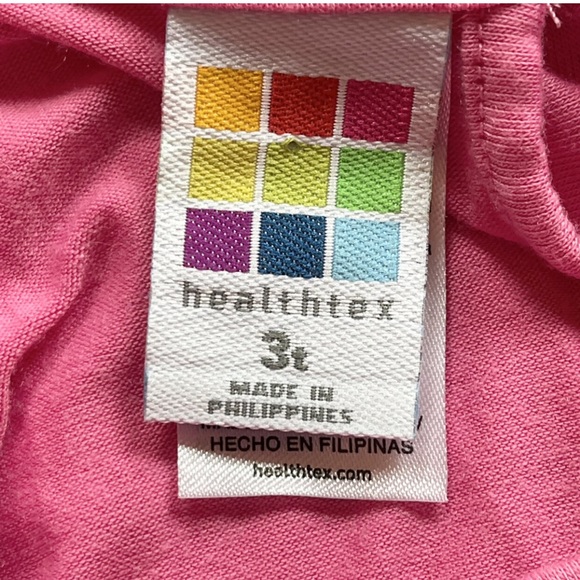 healthtex
3t
MADE IN
PHILIPPINES
HECHO EN FILIPINAS
healthtex.com